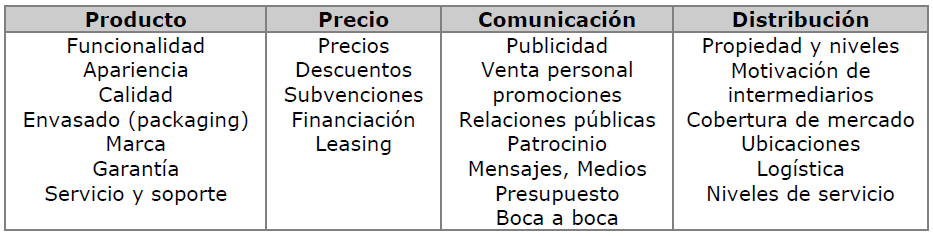 Producto
Funcionalidad
Apariencia
Calidad
Envasado (packaging)
Marca
Garantía
Servicio y soporte
Precio
Precios
Descuentos
Subvenciones
Financiación
Leasing
Comunicación
Publicidad
Venta personal
promociones
Relaciones públicas
Patrocinio
Mensajes, Medios
Presupuesto
Boca a boca
Distribución
Propiedad y niveles
Motivación de
intermediarios
Cobertura de mercado
Ubicaciones
Logística
Niveles de servicio